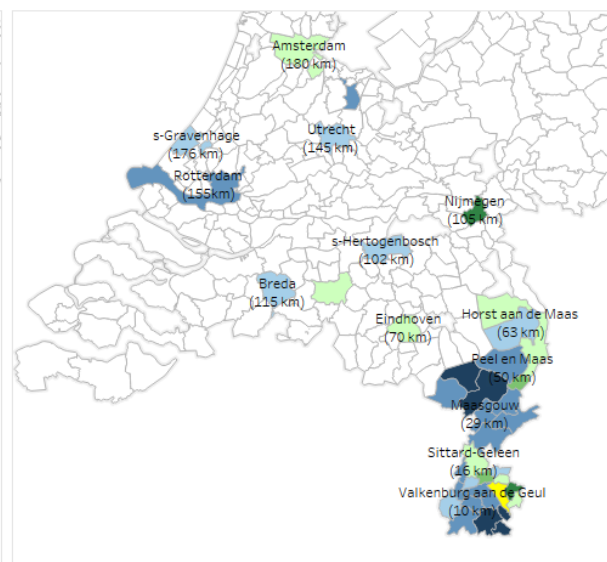 Amsterdam
(180 km)
s-Gravenhage
(176 km)
Utrecht
(145 km)
Rotterdam
(155km)
Nijmegen
(105 km)
s-Hertogenbosch
(102 km)
Breda
(115 km)
Eindhoven
(70 km)
Horst aan de Maas
(63 km)
Peel en Maas
(50 km)
Maasgouw
(29 km)
Sittard-Geleen
(16 km)
Valkenburg aan de Geul
(10 km)